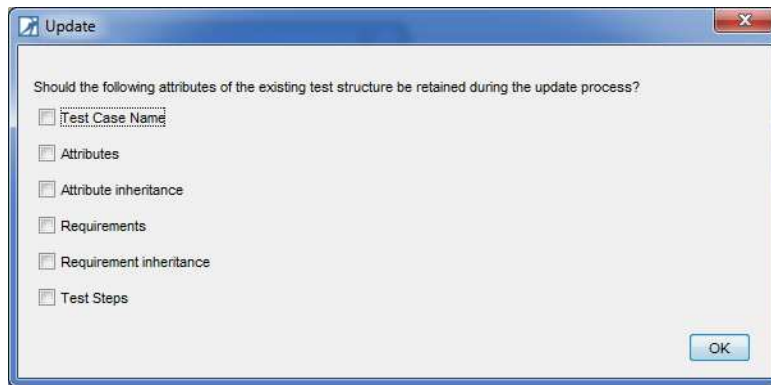 Update
Should the following attributes of the existing test structure be retained during the update process?
Test Case Name
Attributes
Attribute inheritance
Requirements
Requirement inheritance
Test Steps
OK